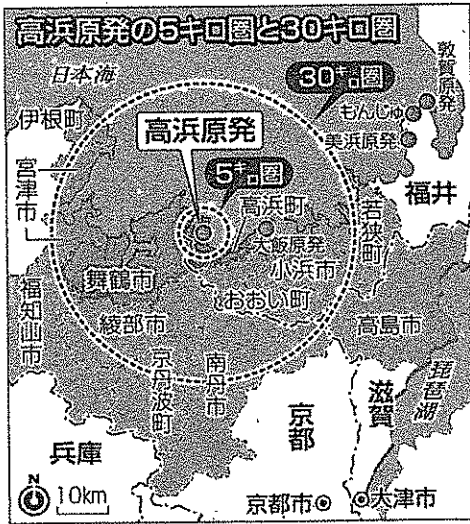 高浜原発の5キロ圏と30キロ圏
日本海
30キロ圏
敦賀原発
もんじゅ
美浜原発
伊根町
高浜原発
宮津市
5キロ圏
福井
高浜町
若狭町
大飯原発
小浜市
舞鶴市
おおい町
福知山市
綾部市
高島市
京丹波町
南丹市
京都
滋賀
琵琶湖
兵庫
N
10km
京都市
大津市